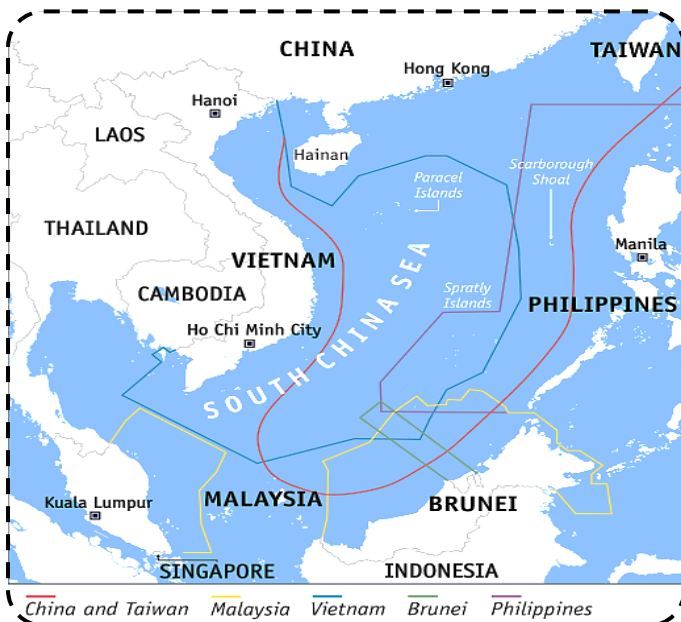 CHINA
TAIWAN
Hong Kong
Hanoi
LAOS
Hainan
Paracel
Islands
Scarborough
Shoal
THAILAND
VIETNAM
Manila
CAMBODIA
Spratly
Islands
PHILIPPINES
Ho Chi Minh City
SOUTH CHINA SEA
Kuala Lumpur
MALAYSIA
BRUNEI
SINGAPORE
INDONESIA
China and Taiwan Malaysia Vietnam Brunei Philippines